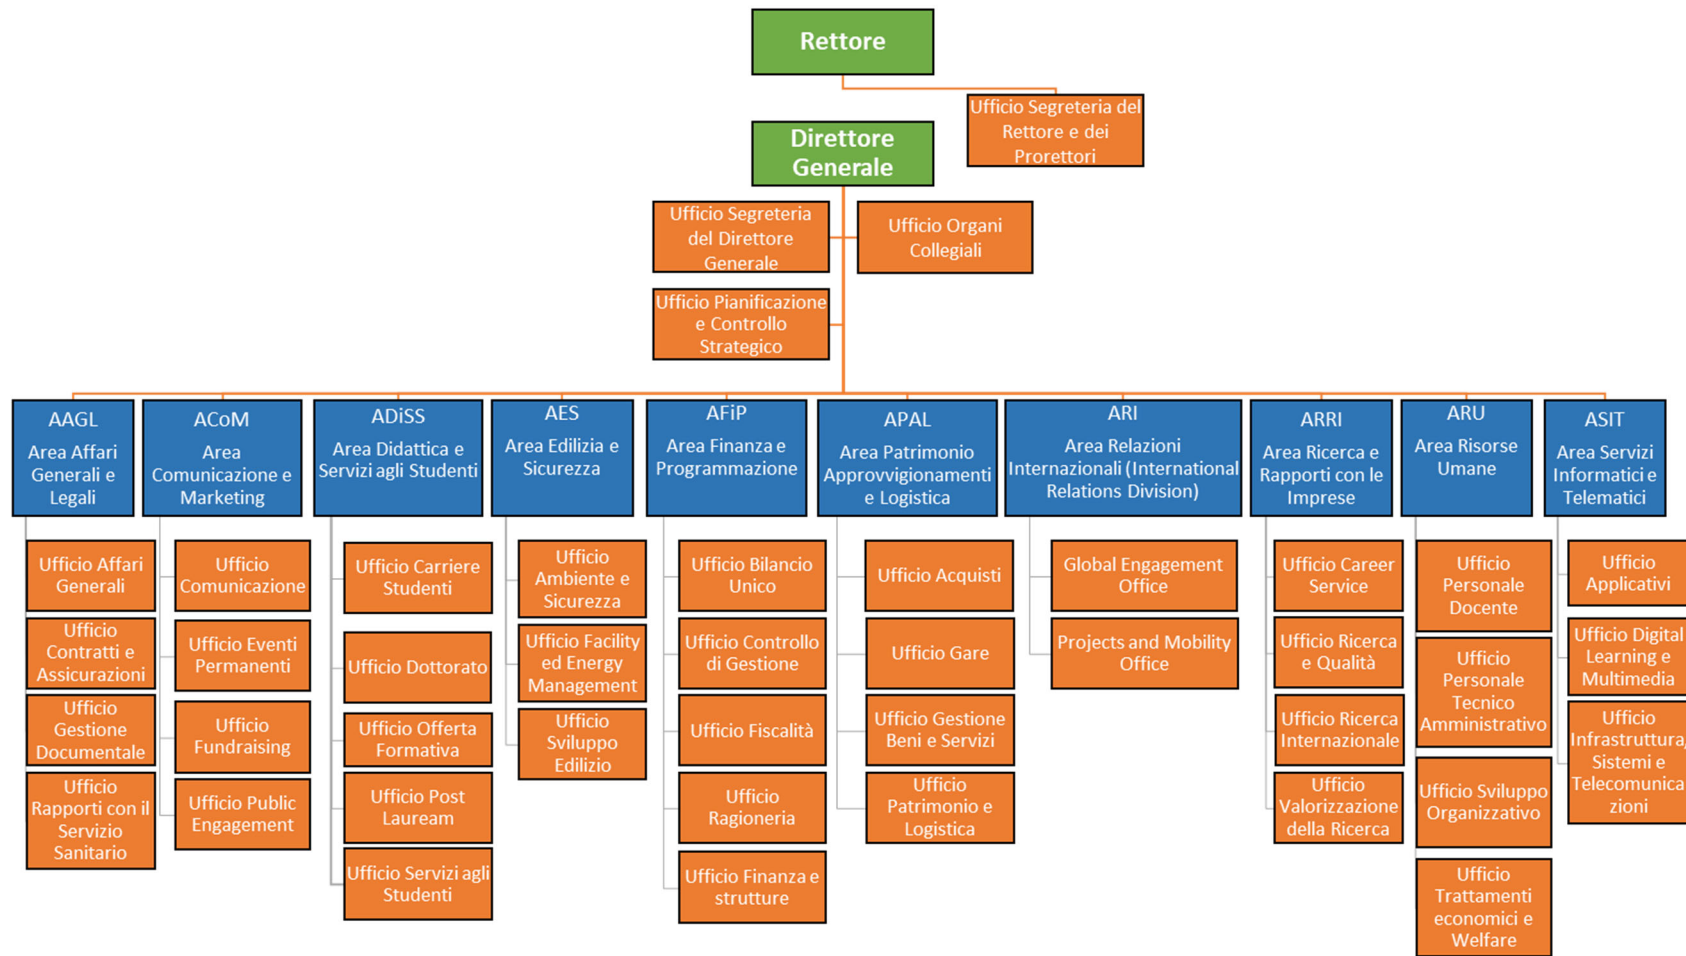 Rettore
Ufficio Segreteria del
Rettore e dei
Prorettori
Direttore
Generale
Ufficio Segreteria
del Direttore
Generale
Ufficio Organi
Collegiali
Ufficio Pianificazione
e Controllo
Strategico
AAGL
Area Affari
Generali e
Legali
Ufficio Affari
Generali
Ufficio
Contratti e
Assicurazioni
Ufficio
Gestione
Documentale
Ufficio
Rapporti con il
Servizio
Sanitario
ACoM
Area
Comunicazione e
Marketing
Ufficio
Comunicazione
Ufficio Eventi
Permanenti
Ufficio
Fundraising
Ufficio Public
Engagement
ADiSS
Area Didattica e
Servizi agli Studenti
Ufficio Carriere
Studenti
Ufficio Dottorato
Ufficio Offerta
Formativa
Ufficio Post
Lauream
Ufficio Servizi agli
Studenti
AES
Area Edilizia e
Sicurezza
Ufficio
Ambiente e
Sicurezza
Ufficio Facility
ed Energy
Management
Ufficio
Sviluppo
Edilizio
AFiP
Area Finanza e
Programmazione
Ufficio Bilancio
Unico
Ufficio Controllo
di Gestione
Ufficio Fiscalità
Ufficio
Ragioneria
Ufficio Finanza e
strutture
APAL
Area Patrimonio
Approvvigionamenti
e Logistica
Ufficio Acquisti
Ufficio Gare
Ufficio Gestione
Beni e Servizi
Ufficio
Patrimonio e
Logistica
ARI
Area Relazioni
Internazionali (International
Relations Division)
Global Engagement
Office
Projects and Mobility
Office
ARRI
Area Ricerca e
Rapporti con le
Imprese
Ufficio Career
Service
Ufficio Ricerca
e Qualità
Ufficio Ricerca
Internazionale
Ufficio
Valorizzazione
della Ricerca
ARU
Area Risorse
Umane
Ufficio
Personale
Docente
Ufficio
Personale
Tecnico
Amministrativo
Ufficio Sviluppo
Organizzativo
Ufficio
Trattamenti
economici e
Welfare
ASIT
Area Servizi
Informatici e
Telematici
Ufficio
Applicativi
Ufficio Digital
Learning e
Multimedia
Ufficio
Infrastruttura,
Sistemi e
Telecomunica
zioni